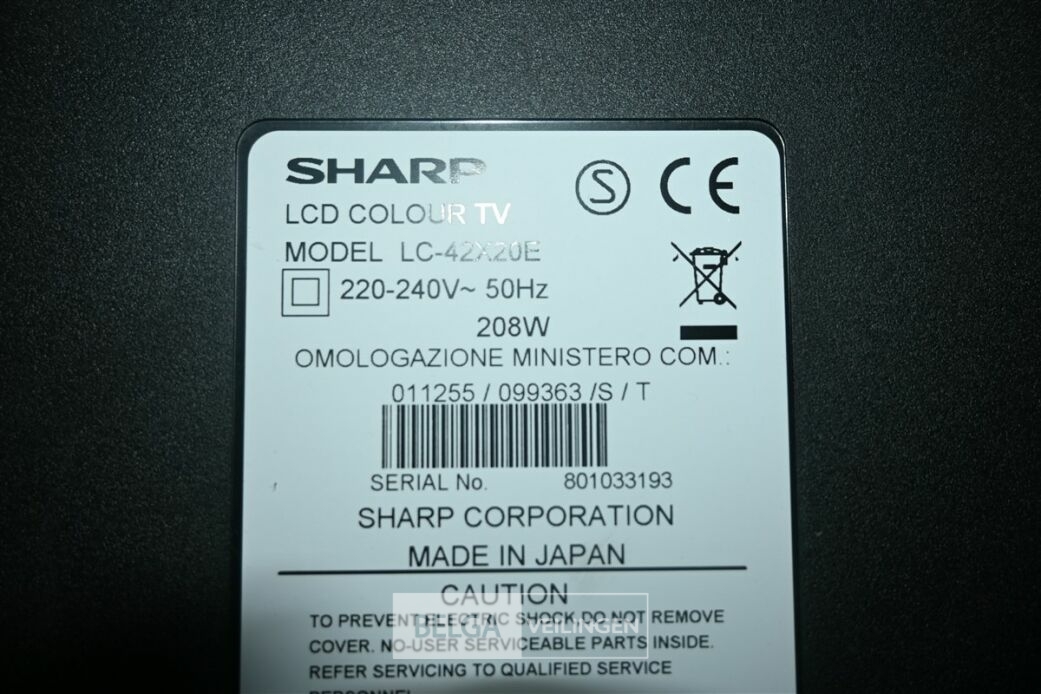 SHARP
LCD COLOUR TV
MODEL LC-42X20E
220-240V~ 50Hz
208W
OMOLOGAZIONE MINISTERO COM.:
011255 / 099363 /S / T
SERIAL No. 801033193
SHARP CORPORATION
MADE IN JAPAN
CAUTION
TO PREVENT ELECTRIC SHOCK,DO NOT REMOVE
COVER. NO-USER SERVICEABLE PARTS INSIDE.
REFER SERVICING TO QUALIFIED SERVICE
PERSONNEL
S
CE
BELGA VEILINGEN